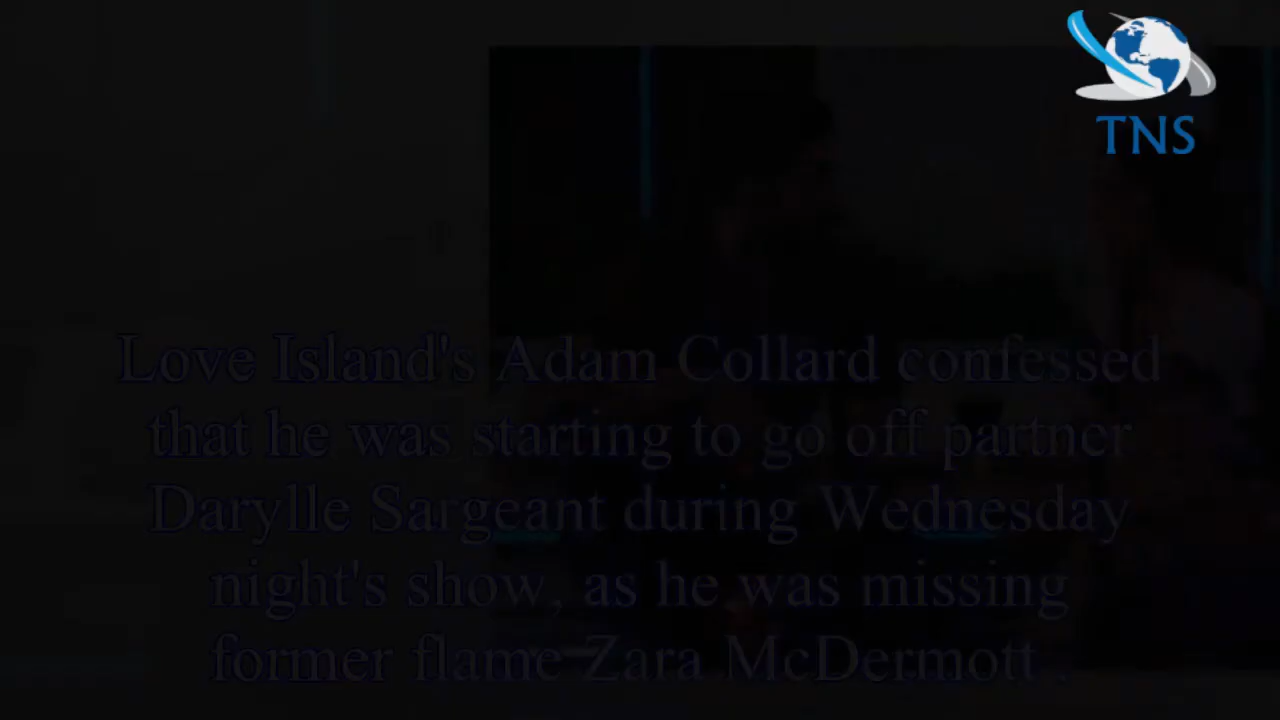 TNS
Love Island's Adam Collard confessed
that he was starting to go off partner
Darylle Sargeant during Wednesday
night's show, as he was missing
former flame Zara McDermott .